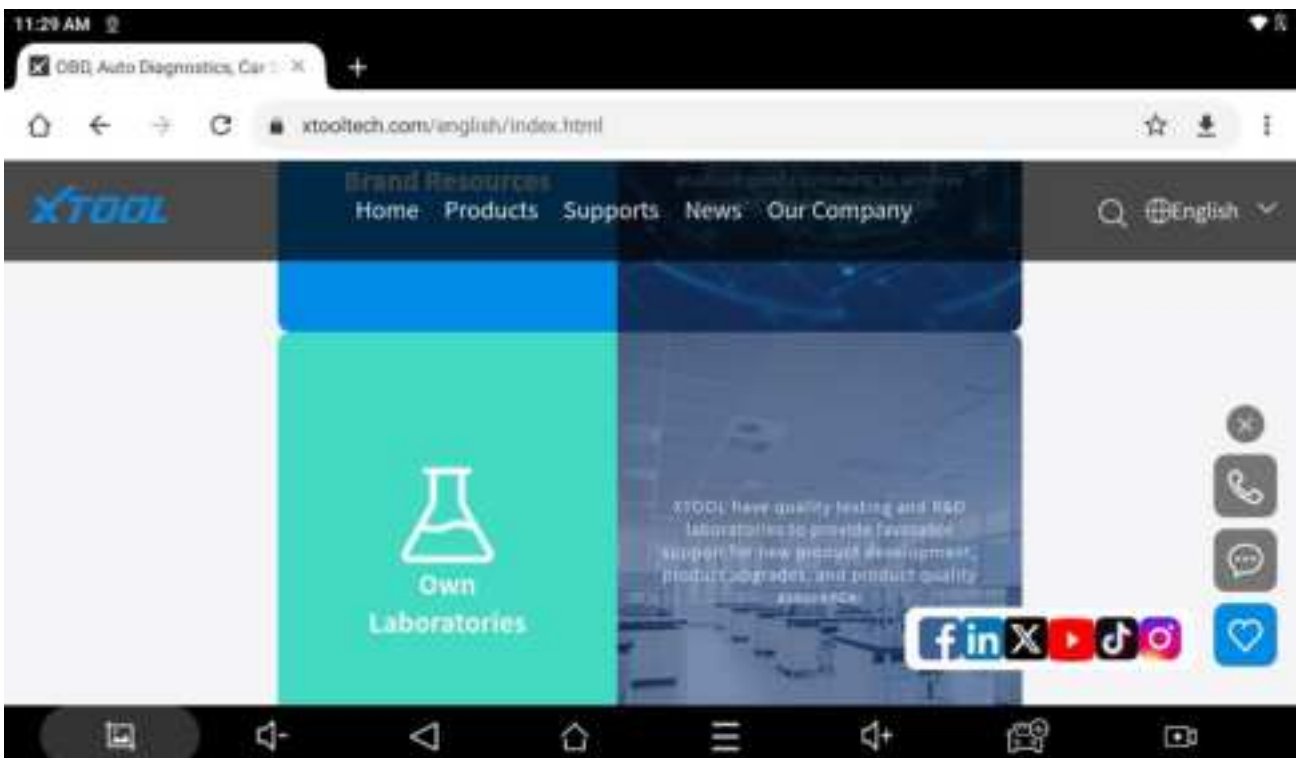 11:29 AM
OBD, Auto Diagnostics, Car
xtooltech.com/english/index.html
XTOOL
Brand Resources
Home Products Supports News Our Company
English
Own
Laboratories
XTOOL have quality testing and R&D
laboratories to provide favorable
support for new product development,
product upgrades, and product quality
assurance.